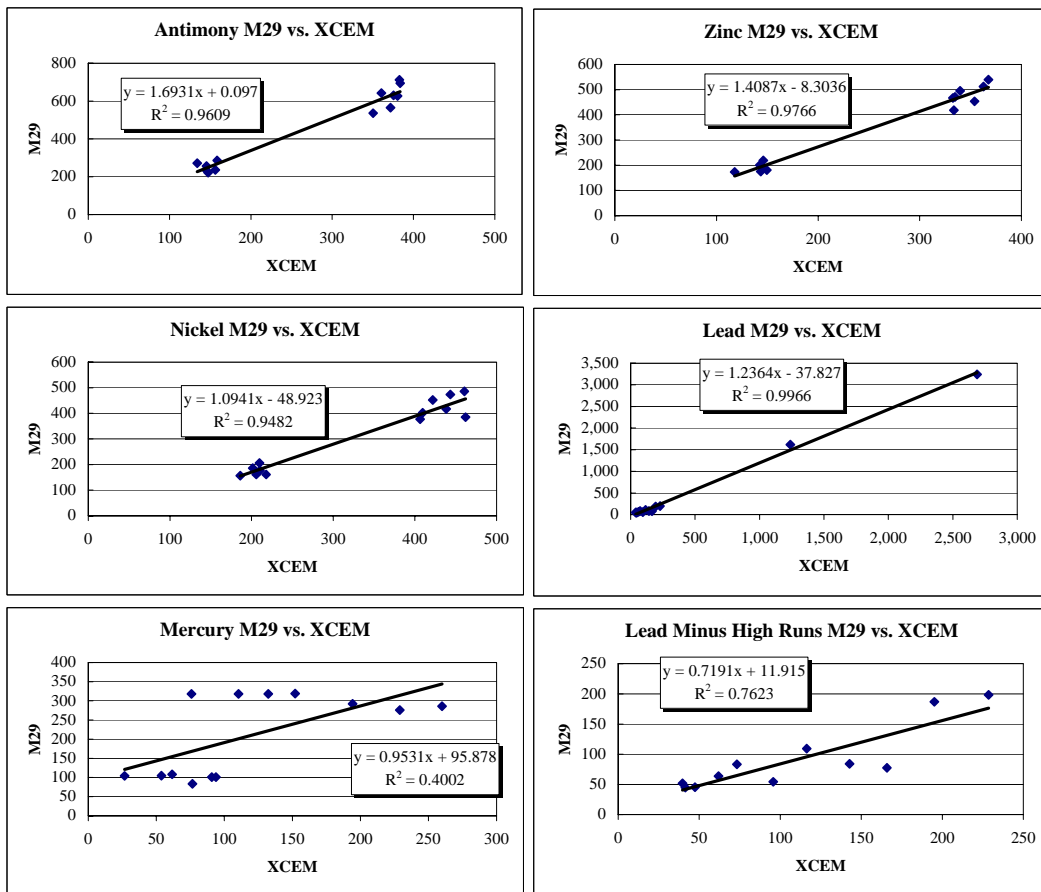 Antimony M29 vs. XCEM
y = 1.6931x + 0.097
R² = 0.9609
800
600
400
200
0
M29
0 100 200 300 400 500
XCEM
Zinc M29 vs. XCEM
y = 1.4087x - 8.3036
R² = 0.9766
600
500
400
300
200
100
0
M29
0 100 200 300 400
XCEM
Nickel M29 vs. XCEM
y = 1.0941x - 48.923
R² = 0.9482
600
500
400
300
200
100
0
M29
0 100 200 300 400 500
XCEM
Lead M29 vs. XCEM
y = 1.2364x - 37.827
R² = 0.9966
3,500
3,000
2,500
2,000
1,500
1,000
500
0
M29
0 500 1,000 1,500 2,000 2,500 3,000
XCEM
Mercury M29 vs. XCEM
400
350
300
250
200
150
100
50
0
M29
y = 0.9531x + 95.878
R² = 0.4002
0 50 100 150 200 250 300
XCEM
Lead Minus High Runs M29 vs. XCEM
y = 0.7191x + 11.915
R² = 0.7623
250
200
150
100
50
0
M29
0 50 100 150 200 250
XCEM